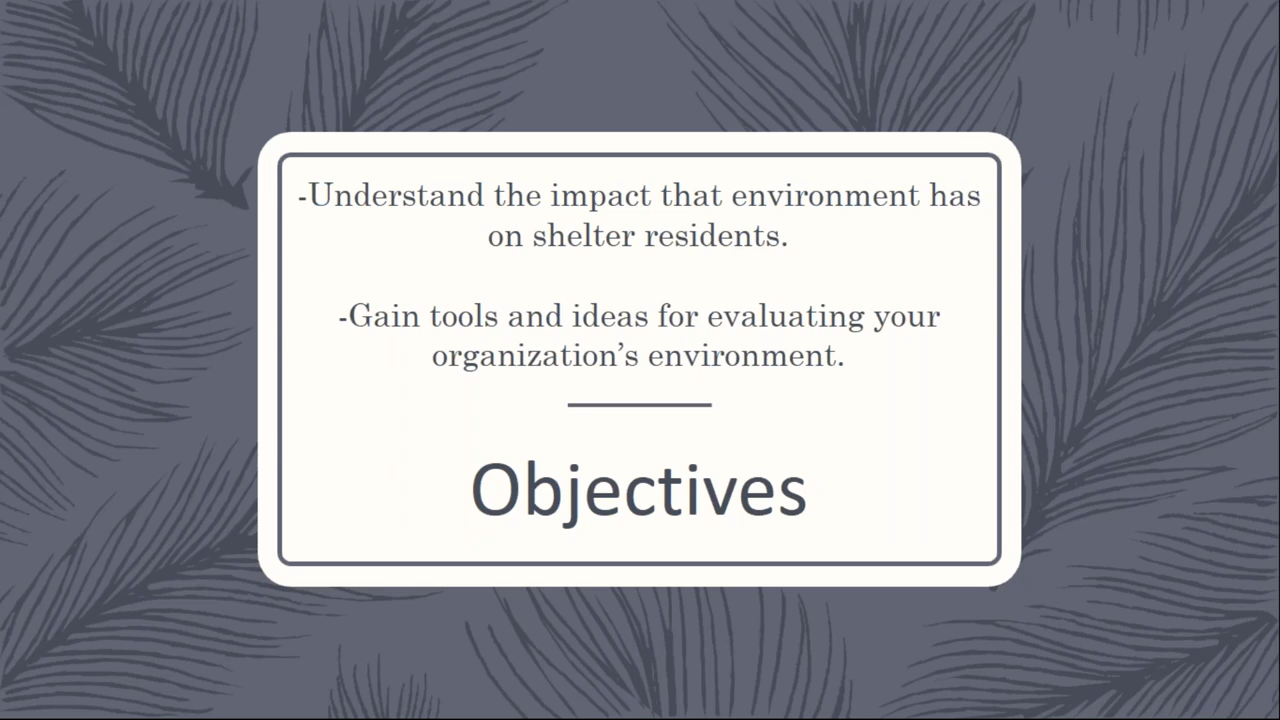 -Understand the impact that environment has
on shelter residents.
-Gain tools and ideas for evaluating your
organization’s environment.
Objectives